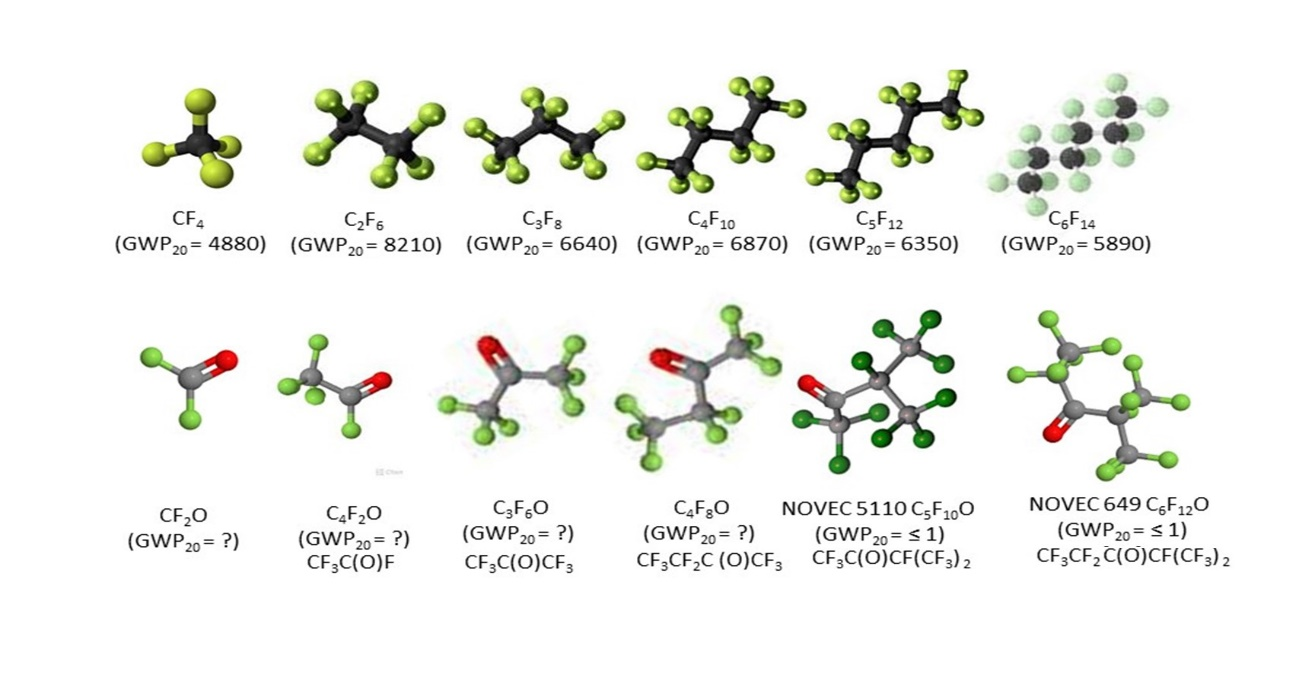 CF₄
(GWP₂₀ = 4880)
C₂F₆
(GWP₂₀ = 8210)
C₃F₈
(GWP₂₀ = 6640)
C₄F₁₀
(GWP₂₀ = 6870)
C₅F₁₂
(GWP₂₀ = 6350)
C₆F₁₄
(GWP₂₀ = 5890)
CF₂O
(GWP₂₀ = ?)
C₄F₂O
(GWP₂₀ = ?)
CF₃C(O)F
C₃F₆O
(GWP₂₀ = ?)
CF₃C(O)CF₃
C₄F₈O
(GWP₂₀ = ?)
CF₃CF₂C (O)CF₃
NOVEC 5110 C₅F₁₀O
(GWP₂₀ = ≤ 1)
CF₃C(O)CF(CF₃)₂
NOVEC 649 C₆F₁₂O
(GWP₂₀ = ≤ 1)
CF₃CF₂C(O)CF(CF₃)₂